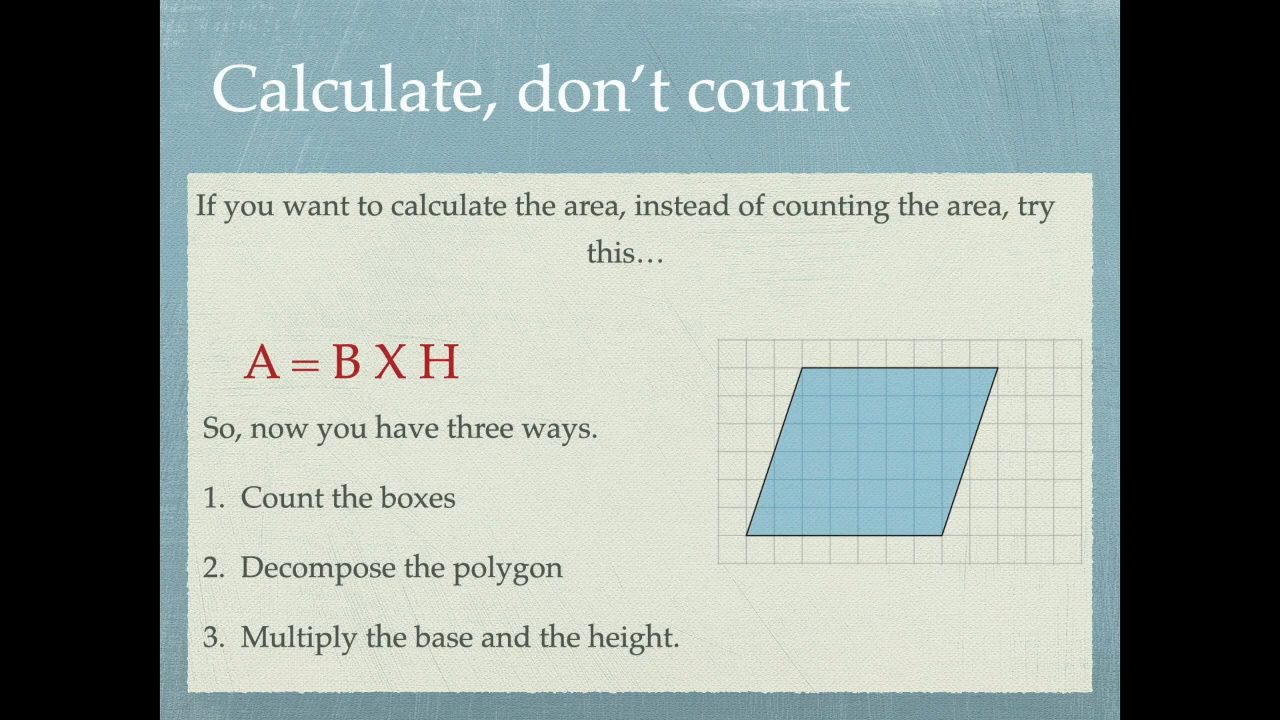 Calculate, don’t count
If you want to calculate the area, instead of counting the area, try
this…
A = B X H
So, now you have three ways.
1. Count the boxes
2. Decompose the polygon
3. Multiply the base and the height.